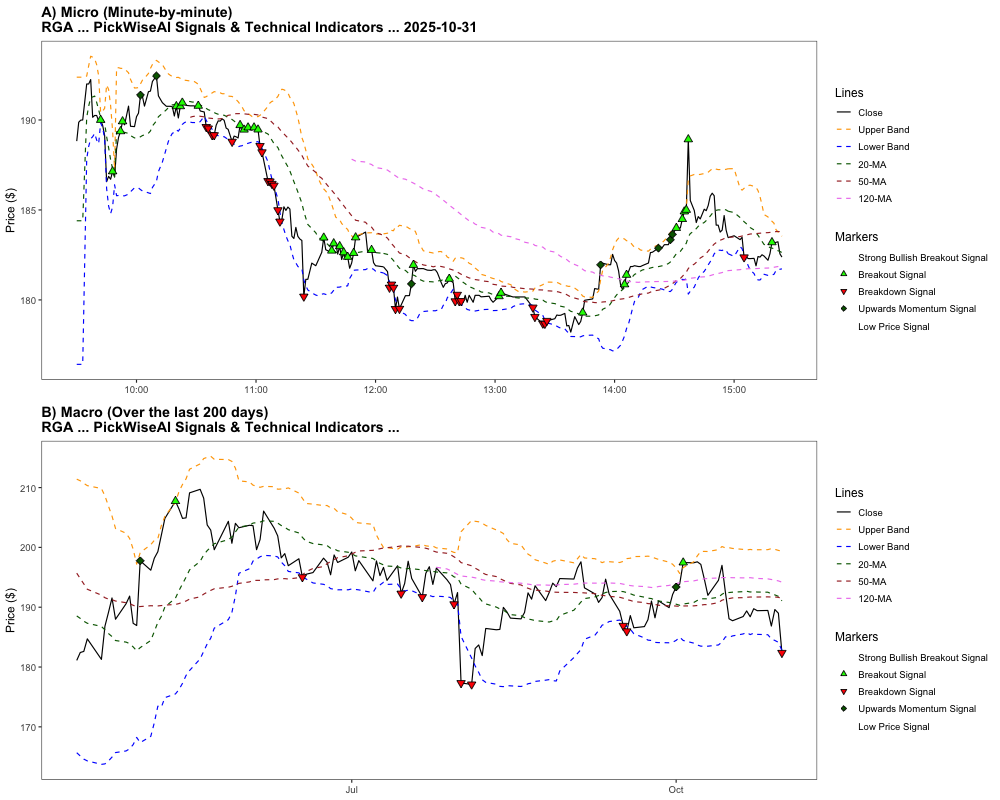 A) Micro (Minute-by-minute)
RGA ... PickWiseAI Signals & Technical Indicators ... 2025-10-31
Price ($)
190
185
180
10:00
11:00
12:00
13:00
14:00
15:00
Lines
Close
Upper Band
Lower Band
20-MA
50-MA
120-MA
Markers
Strong Bullish Breakout Signal
Breakout Signal
Breakdown Signal
Upwards Momentum Signal
Low Price Signal
B) Macro (Over the last 200 days)
RGA ... PickWiseAI Signals & Technical Indicators ...
Price ($)
210
200
190
180
170
Jul
Oct
Lines
Close
Upper Band
Lower Band
20-MA
50-MA
120-MA
Markers
Strong Bullish Breakout Signal
Breakout Signal
Breakdown Signal
Upwards Momentum Signal
Low Price Signal